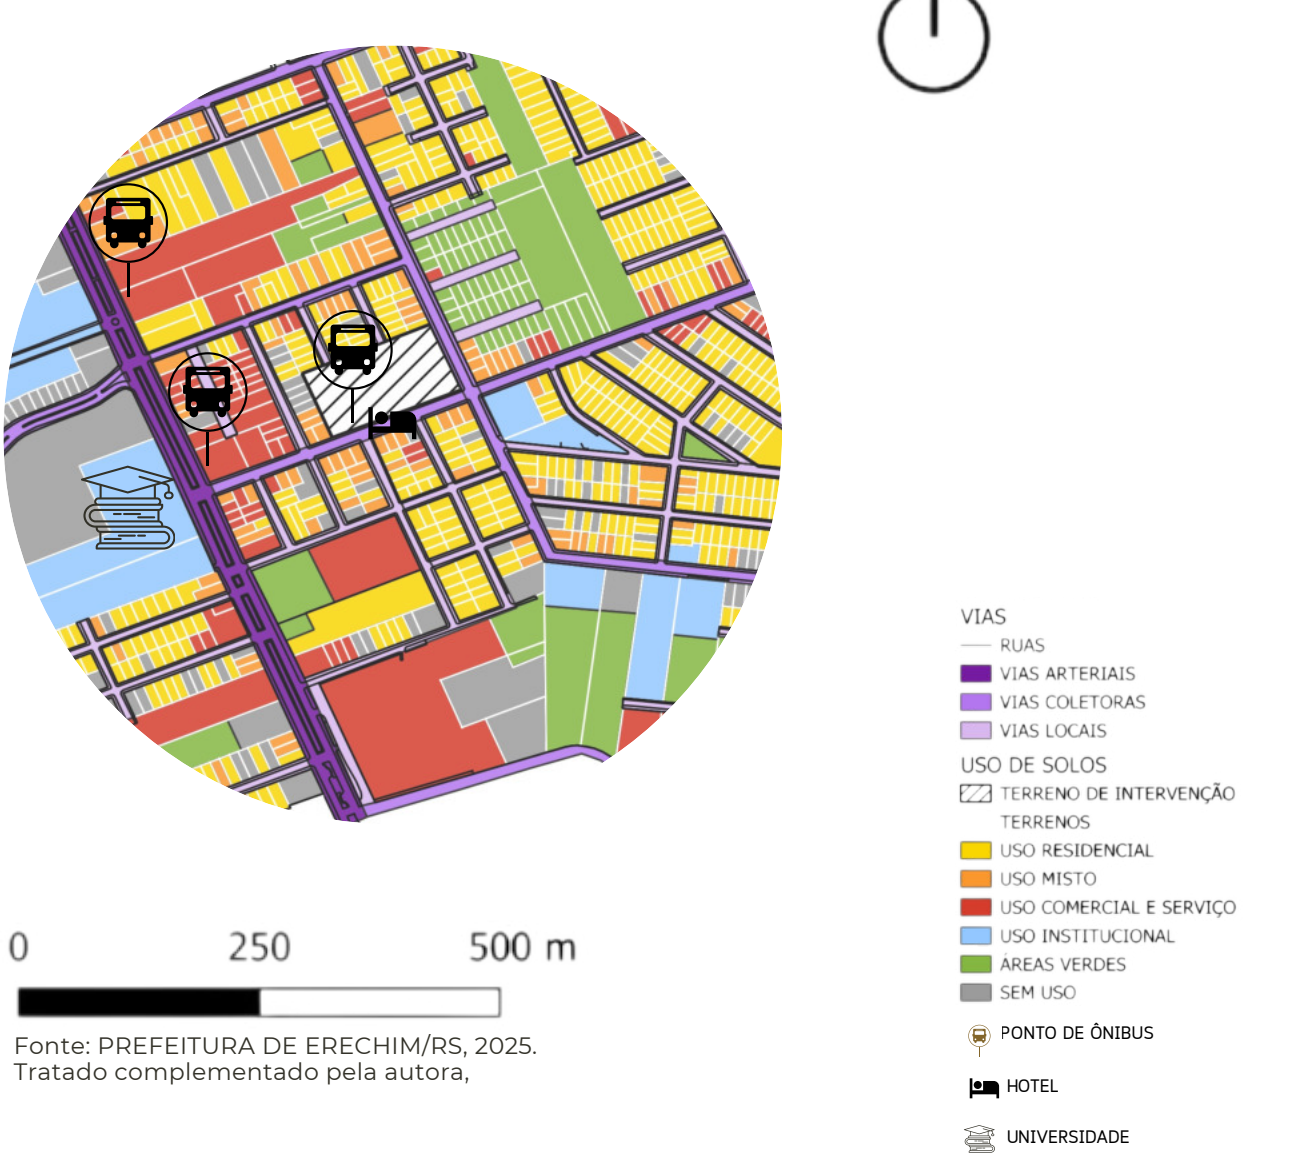 VIAS
RUAS
VIAS ARTERIAIS
VIAS COLETORAS
VIAS LOCAIS
USO DE SOLOS
TERRENO DE INTERVENÇÃO
TERRENOS
USO RESIDENCIAL
USO MISTO
USO COMERCIAL E SERVIÇO
USO INSTITUCIONAL
ÁREAS VERDES
SEM USO
PONTO DE ÔNIBUS
HOTEL
UNIVERSIDADE
0 250 500 m
Fonte: PREFEITURA DE ERECHIM/RS, 2025.
Tratado complementado pela autora,